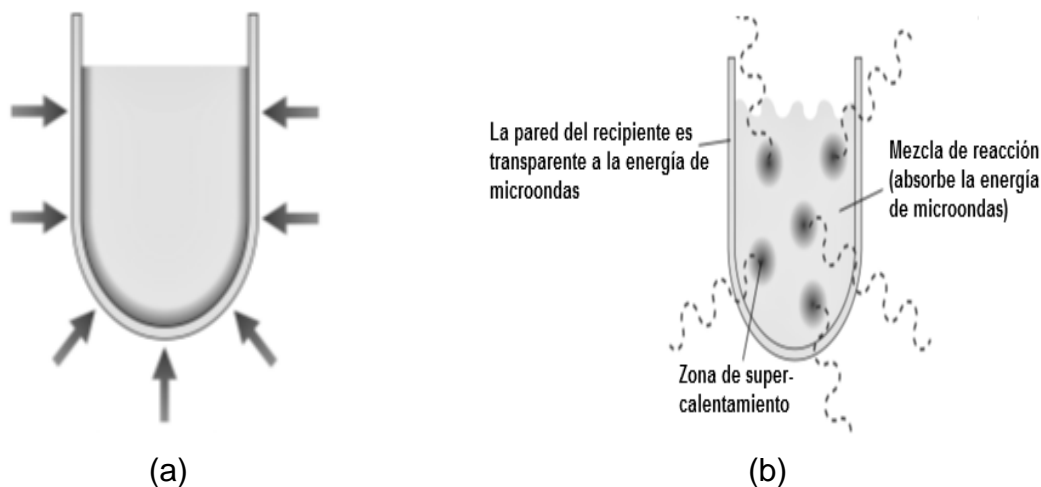 La pared del recipiente es
transparente a la energía de
microondas
Mezcla de reacción
(absorbe la energía
de microondas)
Zona de super-
calentamiento
(a)
(b)